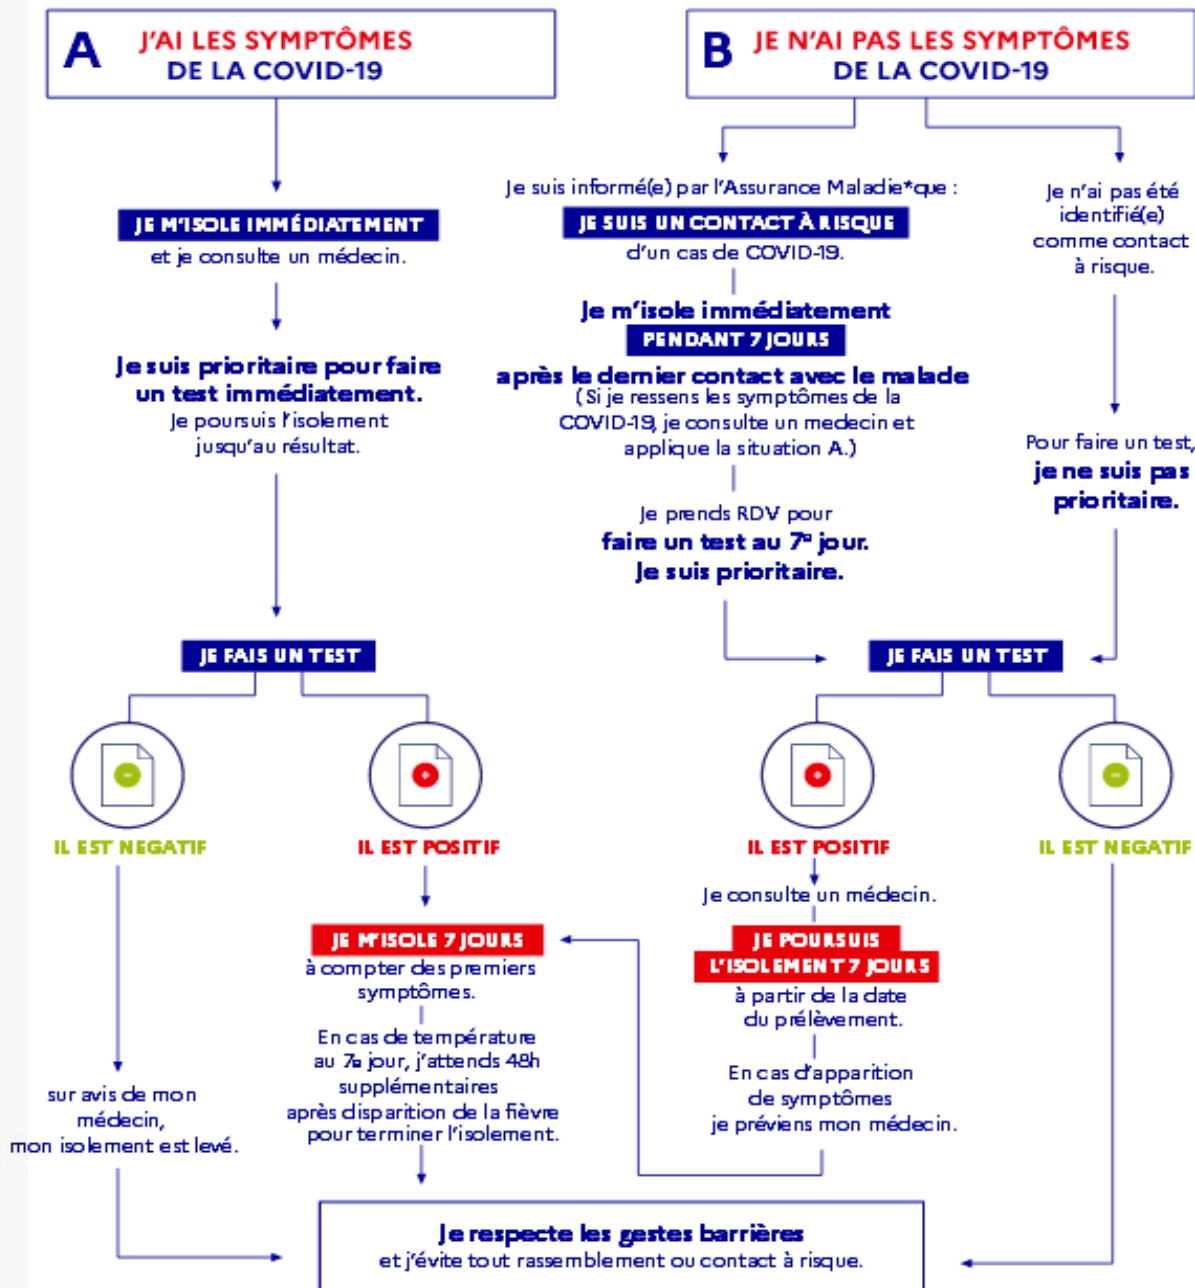 A
J'AI LES SYMPTÔMES
DE LA COVID-19
JE M'ISOLE IMMÉDIATEMENT
et je consulte un médecin.
Je suis prioritaire pour faire
un test immédiatement.
Je poursuis l'isolement
jusqu'au résultat.
JE FAIS UN TEST
IL EST NEGATIF
sur avis de mon
médecin,
mon isolement est levé.
IL EST POSITIF
JE M'ISOLE 7 JOURS
à compter des premiers
symptômes.
En cas de température
au 7e jour, j'attends 48h
supplémentaires
après disparition de la fièvre
pour terminer l'isolement.
B
JE N'AI PAS LES SYMPTÔMES
DE LA COVID-19
Je suis informé(e) par l'Assurance Maladie*que :
JE SUIS UN CONTACT À RISQUE
d'un cas de COVID-19.
Je m'isole immédiatement
PENDANT 7 JOURS
après le dernier contact avec le malade
(Si je ressens les symptômes de la
COVID-19, je consulte un medecin et
applique la situation A.)
Je prends RDV pour
faire un test au 7e jour.
Je suis prioritaire.
Je n'ai pas été
identifié(e)
comme contact
à risque.
Pour faire un test,
je ne suis pas
prioritaire.
JE FAIS UN TEST
IL EST POSITIF
Je consulte un médecin.
JE POURSUIS
L'ISOLEMENT 7 JOURS
à partir de la date
du prélèvement.
En cas d'apparition
de symptômes
je préviens mon médecin.
IL EST NEGATIF
Je respecte les gestes barrières
et j'évite tout rassemblement ou contact à risque.